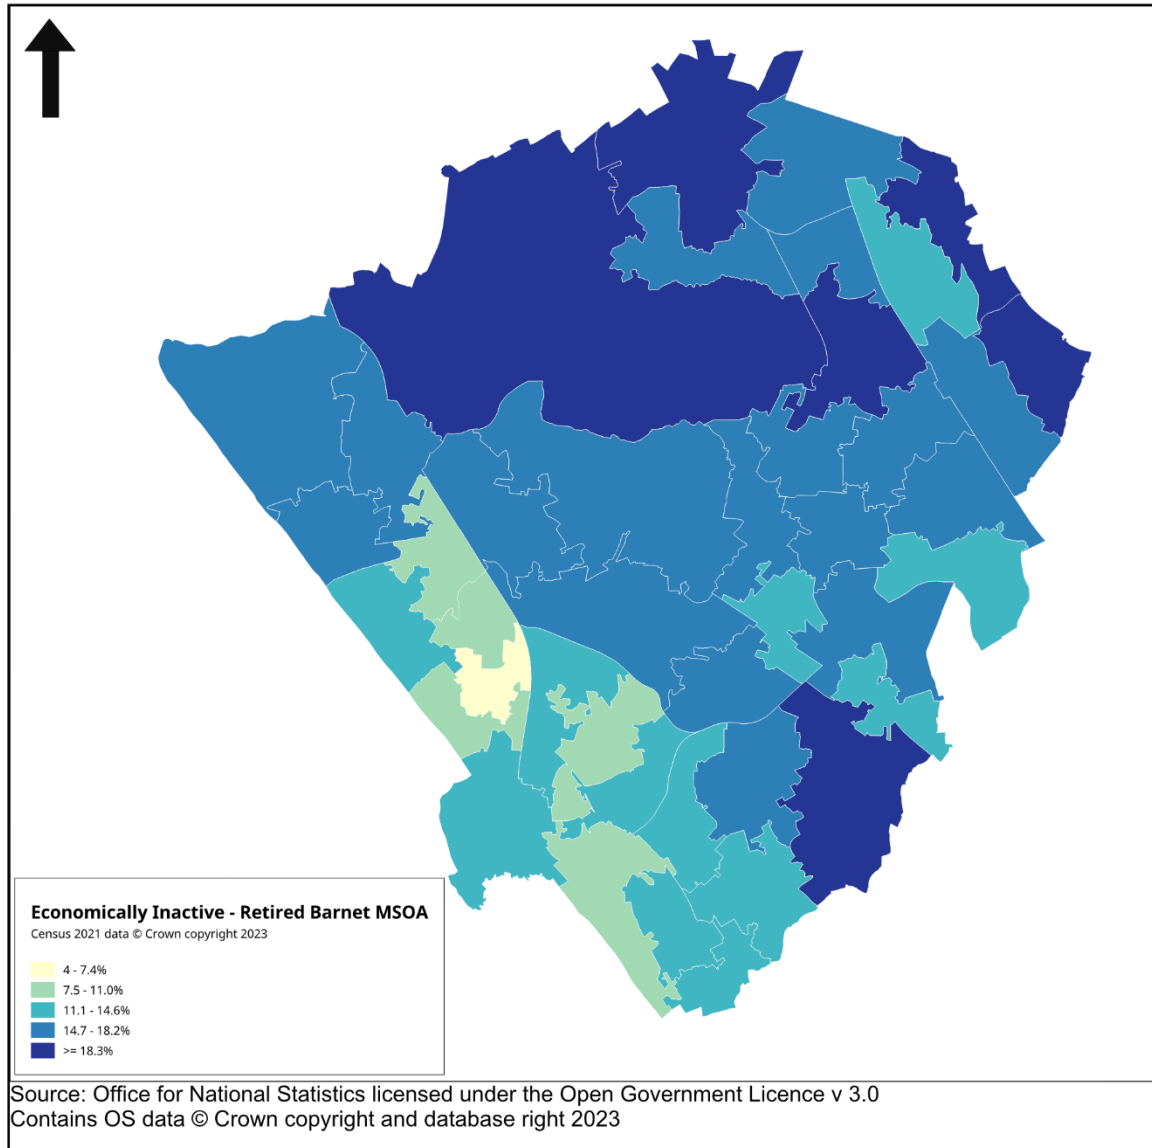 Economically Inactive - Retired Barnet MSOA
Census 2021 data © Crown copyright 2023
4 - 7.4%
7.5 - 11.0%
11.1 - 14.6%
14.7 - 18.2%
>= 18.3%
Source: Office for National Statistics licensed under the Open Government Licence v 3.0
Contains OS data © Crown copyright and database right 2023